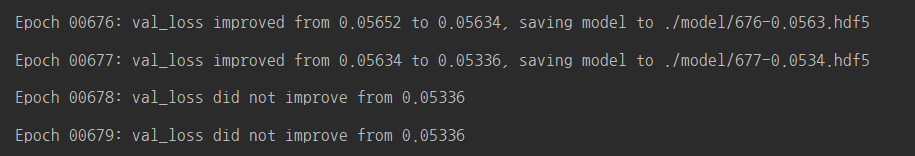 Epoch 00676: val_loss improved from 0.05652 to 0.05634, saving model to ./model/676-0.0563.hdf5
Epoch 00677: val_loss improved from 0.05634 to 0.05336, saving model to ./model/677-0.0534.hdf5
Epoch 00678: val_loss did not improve from 0.05336
Epoch 00679: val_loss did not improve from 0.05336